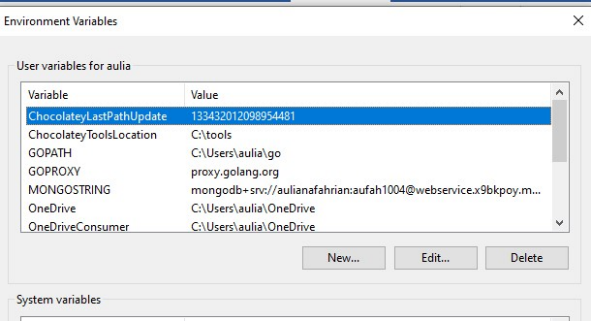 Environment Variables
User variables for aulia
Variable Value
ChocolateyLastPathUpdate 133432012098954481
ChocolateyToolsLocation C:\tools
GOPATH C:\Users\aulia\go
GOPROXY proxy.golang.org
MONGOSTRING mongodb+srv://aulianafahrian:aufah1004@webservice.x9bkpoy.m...
OneDrive C:\Users\aulia\OneDrive
OneDriveConsumer C:\Users\aulia\OneDrive
New... Edit... Delete
System variables